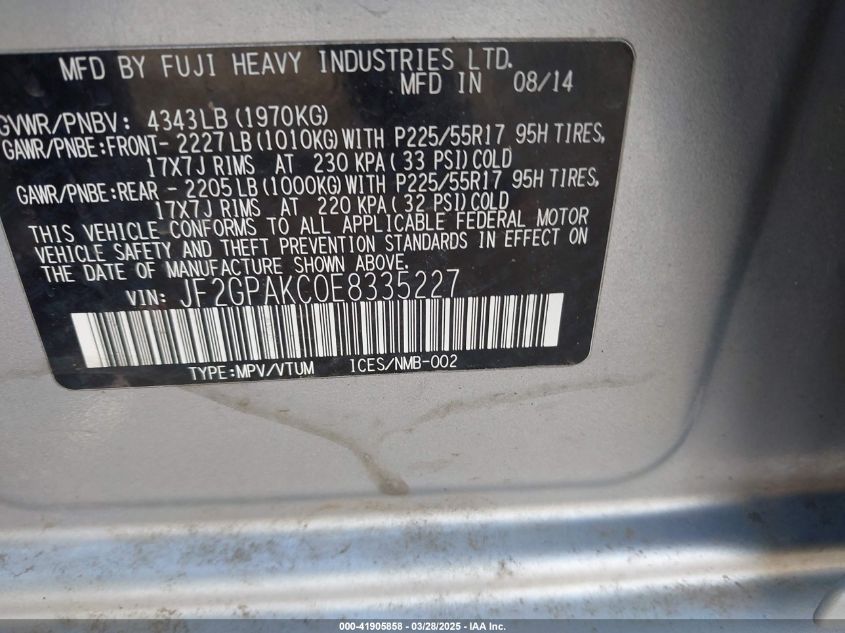 MFD BY FUJI HEAVY INDUSTRIES LTD.
MFD IN 08/14
GVWR/PNBV: 4343LB (1970KG)
GAWR/PNBE:FRONT- 2227LB (1010KG) WITH P225/55R17 95H TIRES,
17X7J RIMS AT 230 KPA (33 PSI) COLD
GAWR/PNBE:REAR - 2205LB (1000KG) WITH P225/55R17 95H TIRES,
17X7J RIMS AT 220 KPA (32 PSI) COLD
THIS VEHICLE CONFORMS TO ALL APPLICABLE FEDERAL MOTOR
VEHICLE SAFETY AND THEFT PREVENTION STANDARDS IN EFFECT ON
THE DATE OF MANUFACTURE SHOWN ABOVE.
VIN: JF2GPAKC0E8335227
TYPE:MPV/VTUM ICES/NMB-002
000-41905858 - 03/28/2025 - IAA Inc.